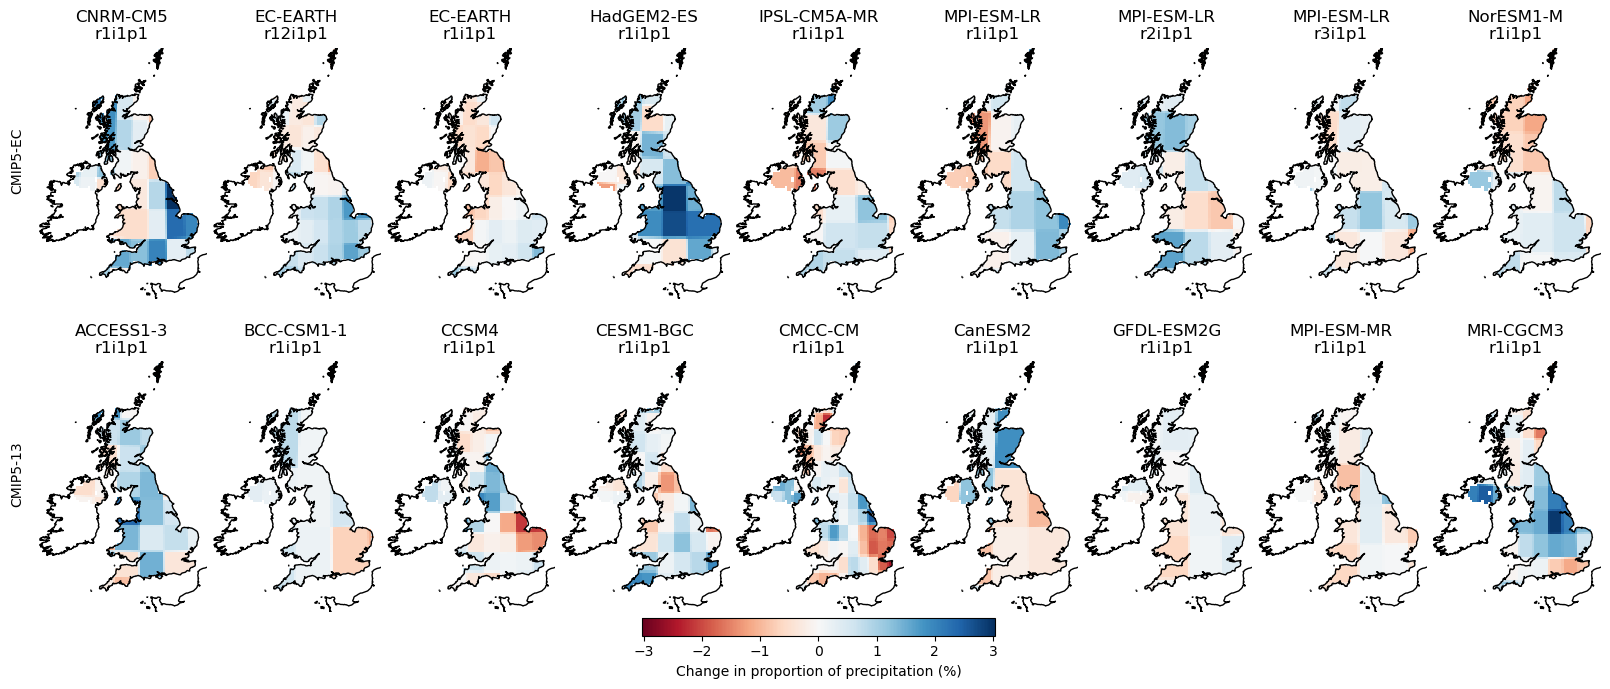 CNRM-CM5 EC-EARTH EC-EARTH HadGEM2-ES IPSL-CM5A-MR MPI-ESM-LR MPI-ESM-LR MPI-ESM-LR NorESM1-M
r1i1p1 r12i1p1 r1i1p1 r1i1p1 r1i1p1 r1i1p1 r2i1p1 r3i1p1 r1i1p1
CMIP5-EC
ACCESS1-3 BCC-CSM1-1 CCSM4 CESM1-BGC CMCC-CM CanESM2 GFDL-ESM2G MPI-ESM-MR MRI-CGCM3
r1i1p1 r1i1p1 r1i1p1 r1i1p1 r1i1p1 r1i1p1 r1i1p1 r1i1p1 r1i1p1
CMIP5-13
−3 −2 −1 0 1 2 3
Change in proportion of precipitation (%)